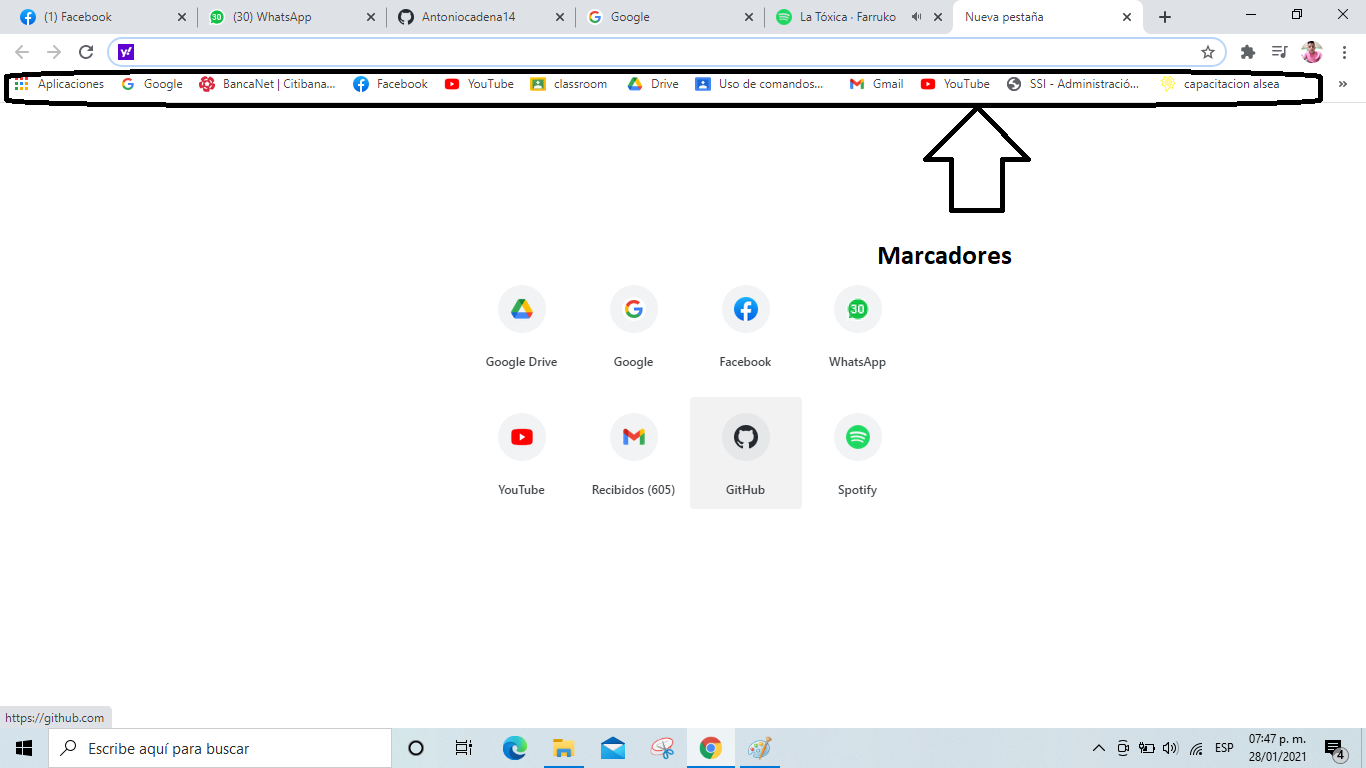 (1) Facebook (30) WhatsApp Antoniocadena14 Google La Tóxica · Farruko Nueva pestaña
y!
Aplicaciones Google BancaNet | Citibana... Facebook YouTube classroom Drive Uso de comandos... Gmail YouTube SSI - Administració... capacitacion alsea »
Marcadores
30
Google Drive Google Facebook WhatsApp
YouTube Recibidos (605) GitHub Spotify
https://github.com
Escribe aquí para buscar
ESP
07:47 p. m.
28/01/2021
4